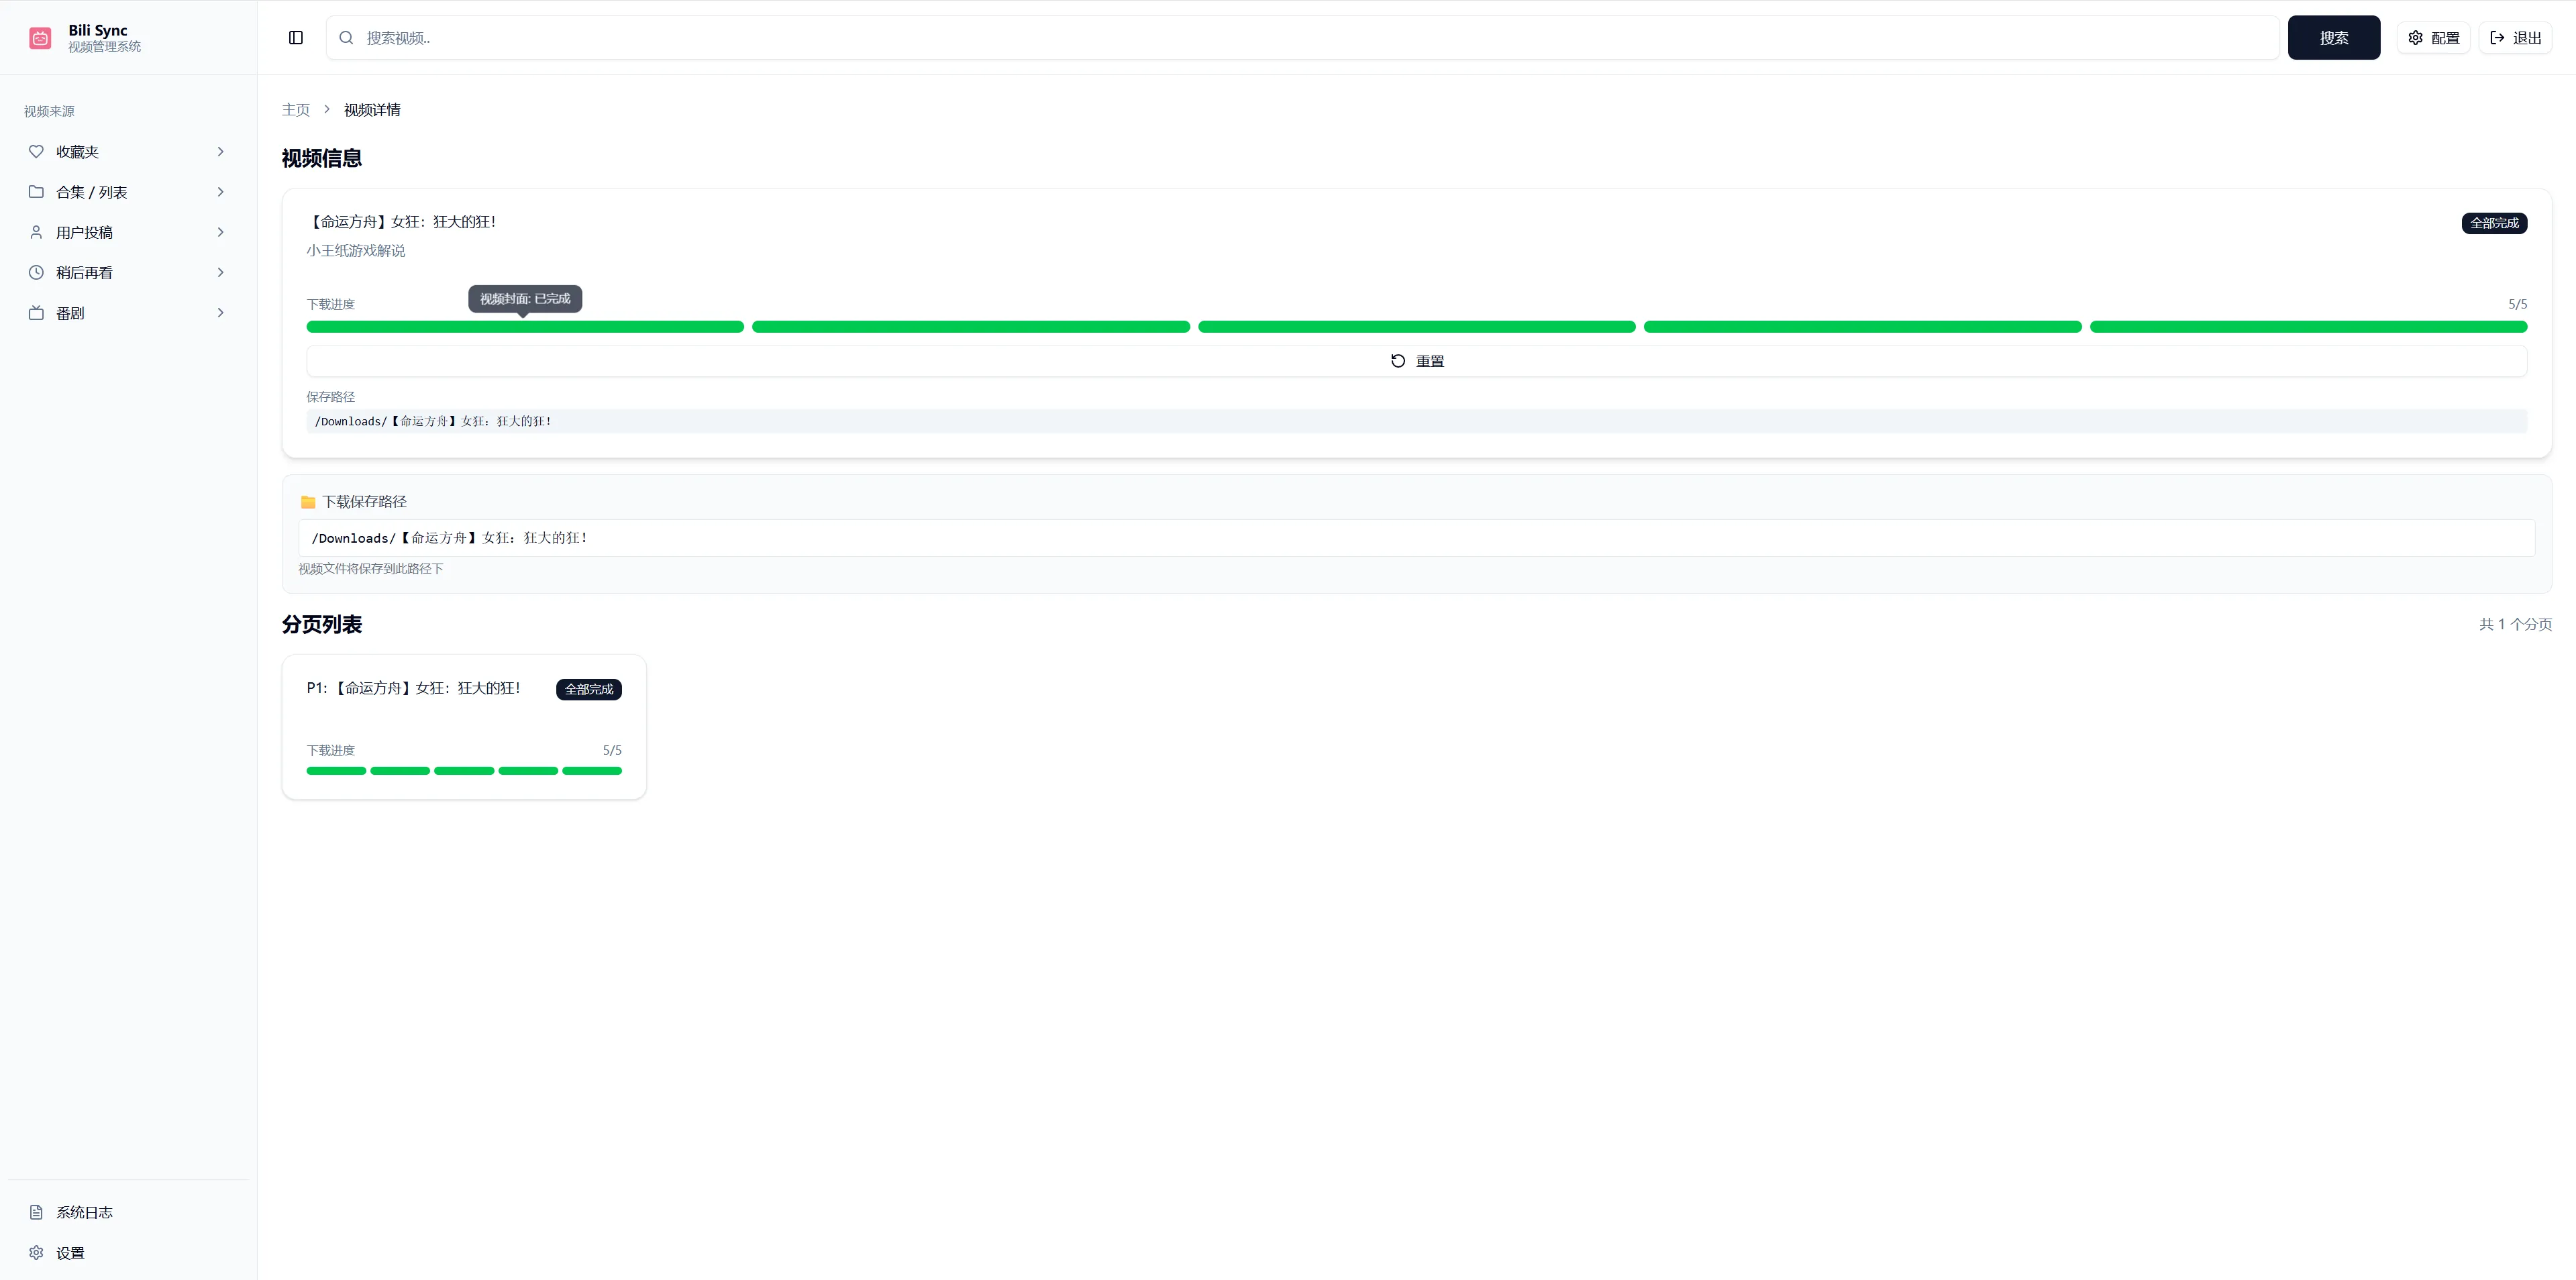 Bili Sync
视频管理系统
搜索视频..
搜索
配置
退出
视频来源
收藏夹
合集 / 列表
用户投稿
稍后再看
番剧
系统日志
设置
主页
视频详情
视频信息
【命运方舟】女狂：狂大的狂！
全部完成
小王纸游戏解说
视频封面: 已完成
下载进度
5/5
重置
保存路径
/Downloads/【命运方舟】女狂：狂大的狂！
下载保存路径
/Downloads/【命运方舟】女狂：狂大的狂！
视频文件将保存到此路径下
分页列表
共 1 个分页
P1: 【命运方舟】女狂：狂大的狂！
全部完成
下载进度
5/5